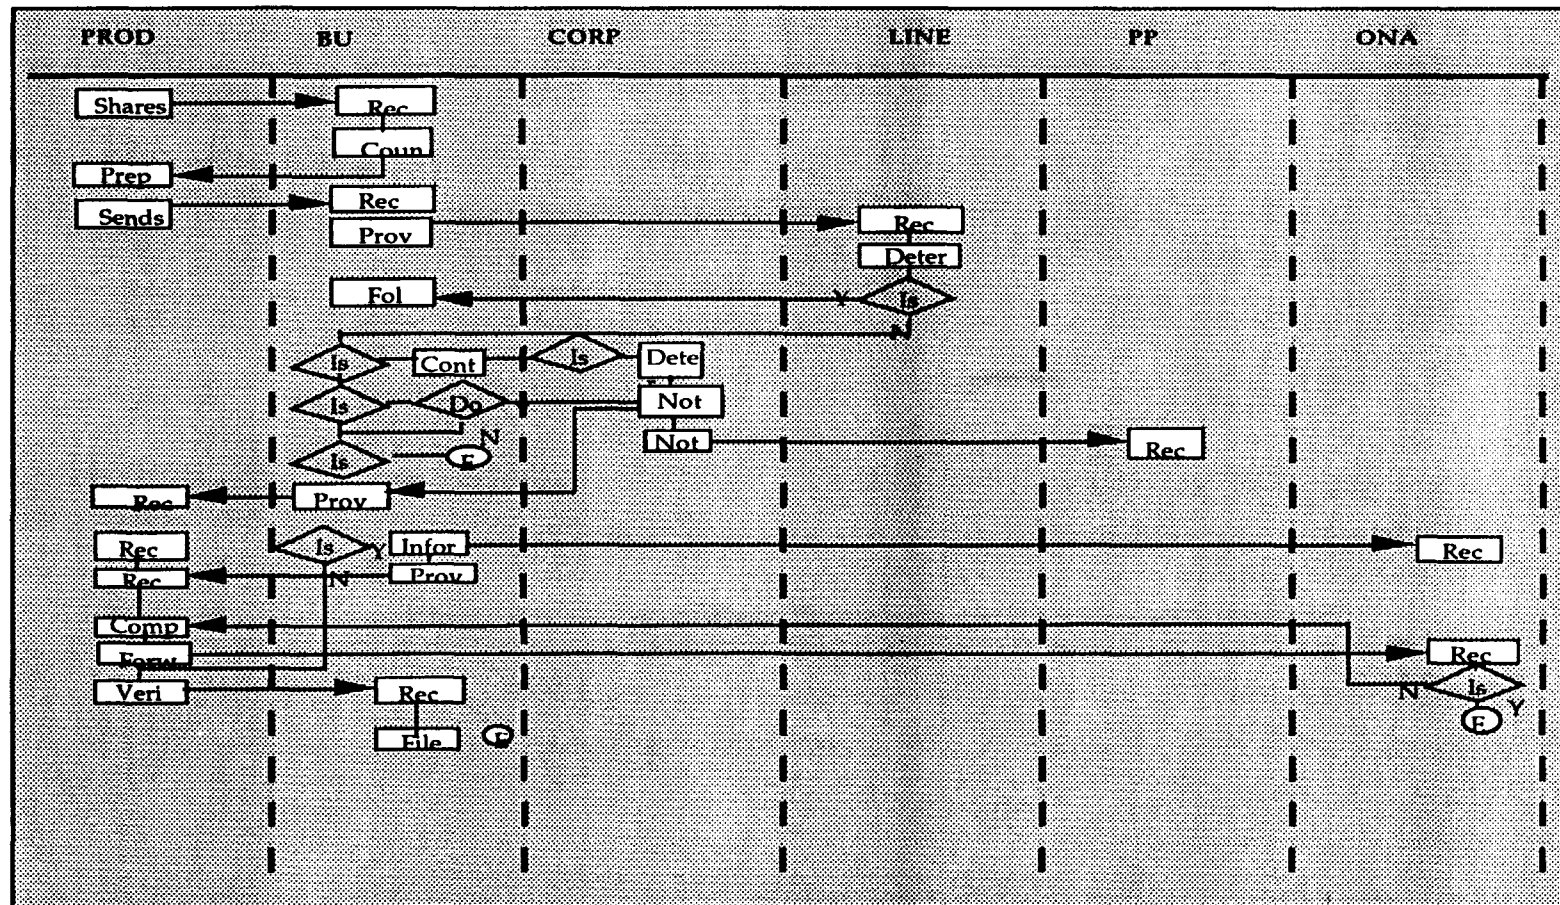 PROD BU CORP LINE PP ONA
Shares Rec
Coun
Prep
Sends Rec
Prov Rec
Deter
Fol Y Is
N
Is Cont Is Dete
Is Do Not
N Not Rec
Is E
Rec Prov
Rec Is Y Infor Rec
Rec N Prov
Comp
Forw Rec
Veri Rec N Is Y
E
File E